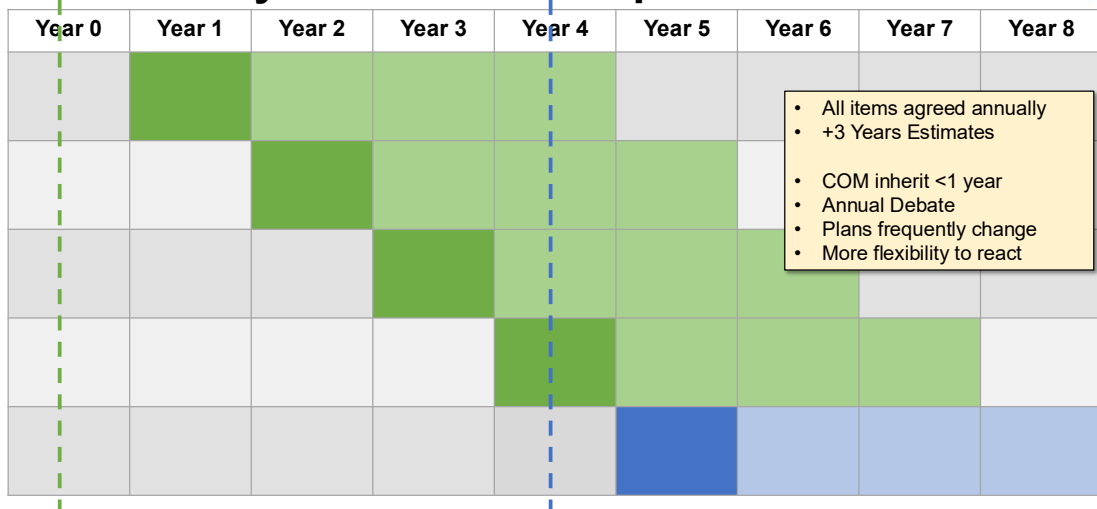 Year 0 Year 1 Year 2 Year 3 Year 4 Year 5 Year 6 Year 7 Year 8
• All items agreed annually
• +3 Years Estimates
• COM inherit <1 year
• Annual Debate
• Plans frequently change
• More flexibility to react